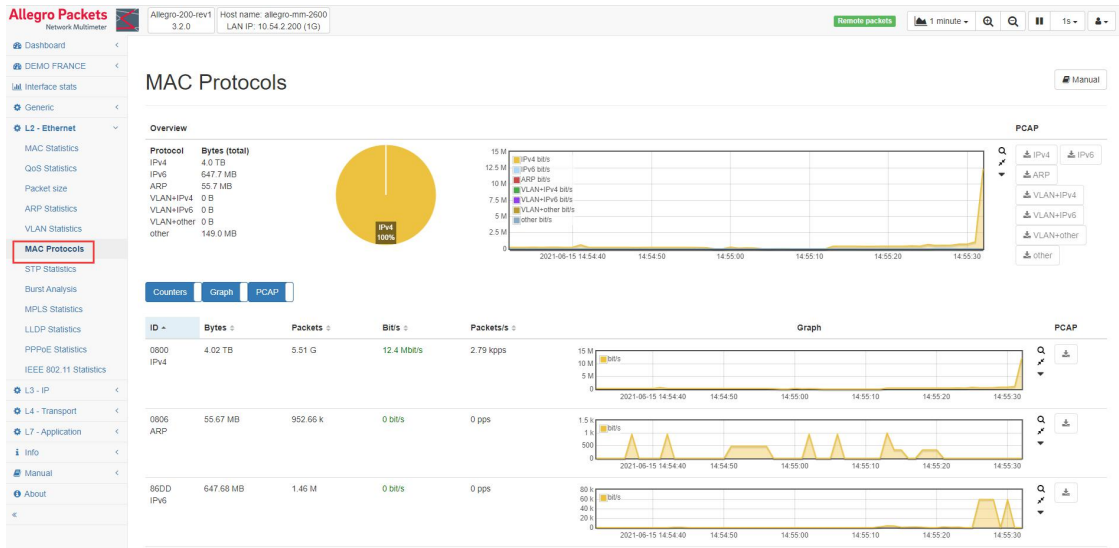 Allegro Packets
Network Multimeter
Allegro-200-rev1
3.2.0
Host name: allegro-mm-2600
LAN IP: 10.54.2.200 (1G)
Remote packets
1 minute
1s
Dashboard
DEMO FRANCE
Interface stats
Generic
L2 - Ethernet
MAC Statistics
QoS Statistics
Packet size
ARP Statistics
VLAN Statistics
MAC Protocols
STP Statistics
Burst Analysis
MPLS Statistics
LLDP Statistics
PPPoE Statistics
IEEE 802.11 Statistics
L3 - IP
L4 - Transport
L7 - Application
Info
Manual
About
«
MAC Protocols
Manual
Overview
PCAP
Protocol Bytes (total)
IPv4 4.0 TB
IPv6 647.7 MB
ARP 55.7 MB
VLAN+IPv4 0 B
VLAN+IPv6 0 B
VLAN+other 0 B
other 149.0 MB
IPv4
100%
15 M
12.5 M
10 M
7.5 M
5 M
2.5 M
0
IPv4 bit/s
IPv6 bit/s
ARP bit/s
VLAN+IPv4 bit/s
VLAN+IPv6 bit/s
VLAN+other bit/s
other bit/s
2021-06-15 14:54:40 14:54:50 14:55:00 14:55:10 14:55:20 14:55:30
IPv4 IPv6
ARP
VLAN+IPv4
VLAN+IPv6
VLAN+other
other
Counters Graph PCAP
ID Bytes Packets Bit/s Packets/s Graph PCAP
0800 4.02 TB 5.51 G 12.4 Mbit/s 2.79 kpps
IPv4
15 M
10 M
5 M
0
bit/s
2021-06-15 14:54:40 14:54:50 14:55:00 14:55:10 14:55:20 14:55:30
0806 55.67 MB 952.66 k 0 bit/s 0 pps
ARP
1.5 k
1 k
500
0
bit/s
2021-06-15 14:54:40 14:54:50 14:55:00 14:55:10 14:55:20 14:55:30
86DD 647.68 MB 1.46 M 0 bit/s 0 pps
IPv6
80 k
60 k
40 k
20 k
0
bit/s
2021-06-15 14:54:40 14:54:50 14:55:00 14:55:10 14:55:20 14:55:30